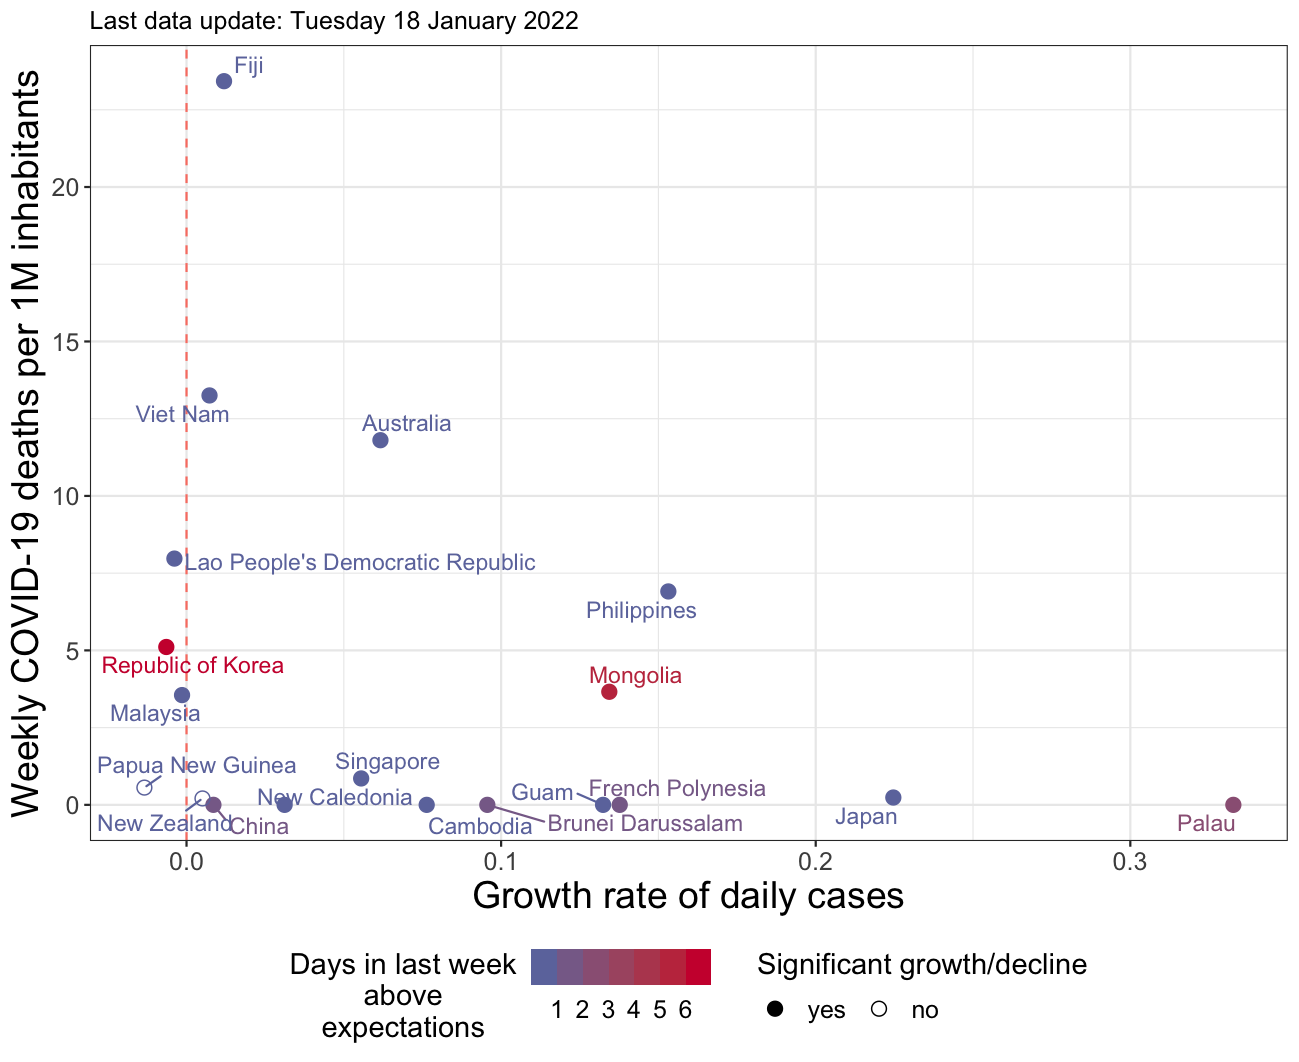 Last data update: Tuesday 18 January 2022
Weekly COVID-19 deaths per 1M inhabitants
20
15
10
5
0
Fiji
Viet Nam
Australia
Lao People's Democratic Republic
Philippines
Republic of Korea
Mongolia
Malaysia
Singapore
Papua New Guinea
French Polynesia
Guam
New Caledonia
Japan
New Zealand
China
Cambodia
Brunei Darussalam
Palau
0.0 0.1 0.2 0.3
Growth rate of daily cases
Days in last week
above
expectations
1 2 3 4 5 6
Significant growth/decline
yes no